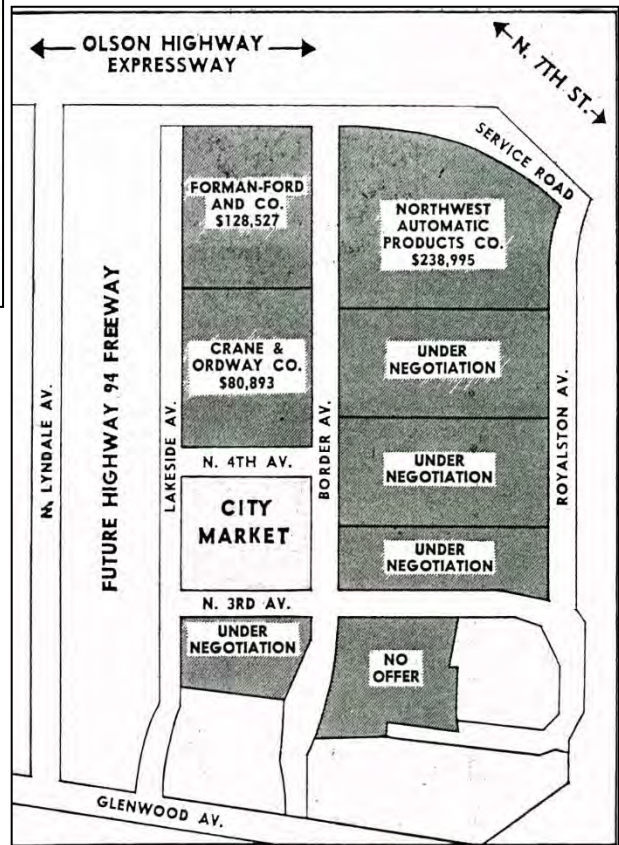 OLSON HIGHWAY
EXPRESSWAY
N. 7TH ST.
SERVICE ROAD
FORMAN-FORD
AND CO.
$128,527
NORTHWEST
AUTOMATIC
PRODUCTS CO.
$238,995
CRANE &
ORDWAY CO.
$80,893
UNDER
NEGOTIATION
N. LYNDALE AV.
FUTURE HIGHWAY 94 FREEWAY
LAKESIDE AV.
BORDER AV.
ROYALSTON AV.
N. 4TH AV.
UNDER
NEGOTIATION
CITY
MARKET
UNDER
NEGOTIATION
N. 3RD AV.
UNDER
NEGOTIATION
NO
OFFER
GLENWOOD AV.